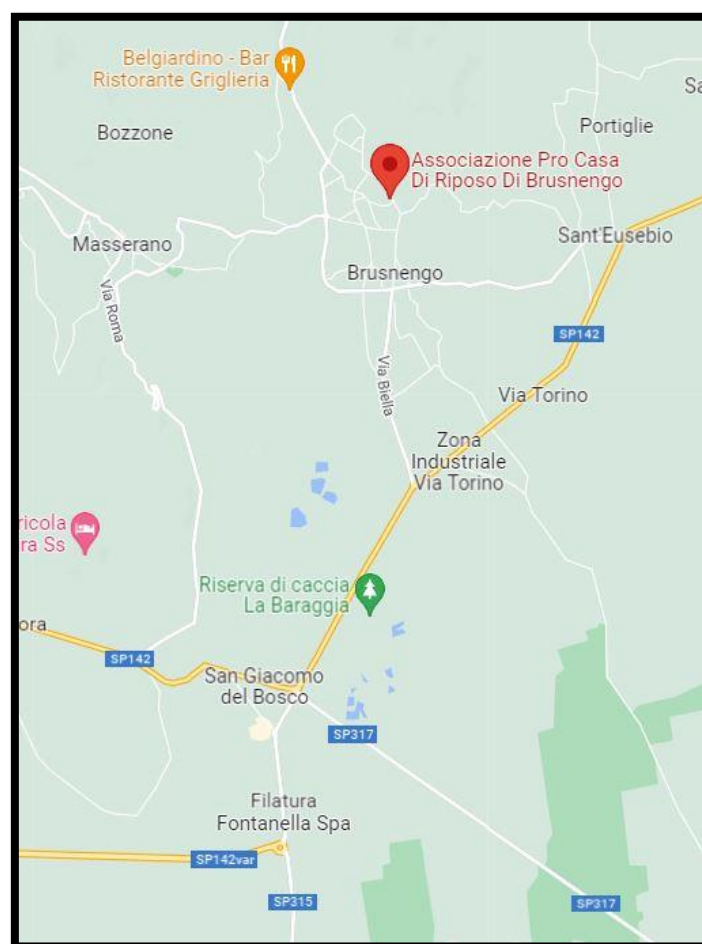 Belgiardino - Bar
Ristorante Griglieria
Bozzone
Portiglie
Sa
Associazione Pro Casa
Di Riposo Di Brusnengo
Masserano
Sant'Eusebio
Brusnengo
Via Roma
SP142
Via Biella
Via Torino
Zona
Industriale
Via Torino
ricola
ra Ss
Riserva di caccia
La Baraggia
ora
SP142
San Giacomo
del Bosco
SP317
Filatura
Fontanella Spa
SP142var
SP315
SP317